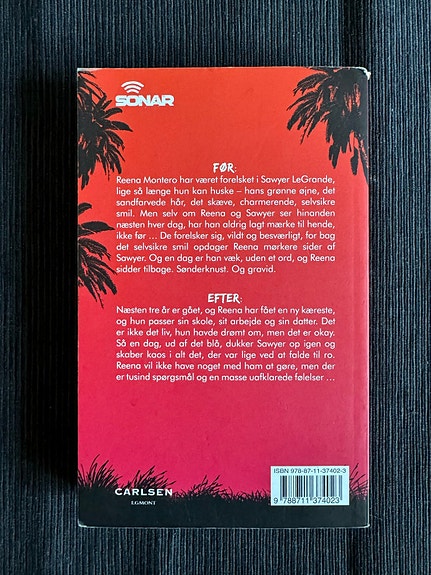 SONAR
FØR:
Reena Montero har været forelsket i Sawyer LeGrande,
lige så længe hun kan huske – hans grønne øjne, det
sandfarvede hår, det skæve, charmerende, selvsikre
smil. Men selv om Reena og Sawyer ser hinanden
næsten hver dag, har han aldrig lagt mærke til hende,
ikke før ... De forelsker sig, vildt og besværligt, for bag
det selvsikre smil opdager Reena mørkere sider af
Sawyer. Og en dag er han væk, uden et ord, og Reena
sidder tilbage. Sønderknust. Og gravid.
EFTER:
Næsten tre år er gået, og Reena har fået en ny kæreste,
og hun passer sin skole, sit arbejde og sin datter. Det
er ikke det liv, hun havde drømt om, men det er okay.
Så en dag, ud af det blå, dukker Sawyer op igen og
skaber kaos i alt det, der var lige ved at falde til ro.
Reena vil ikke have noget med ham at gøre, men der
er tusind spørgsmål og en masse uafklarede følelser ...
ISBN 978-87-11-37402-3
9 788711 374023
CARLSEN
EGMONT